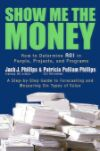 SHOW ME THE
MONEY
How to Determine ROI in
People, Projects, and Programs
Jack J. Phillips & Patricia Pulliam Phillips
A Step-by-Step Guide to Forecasting and
Measuring the Types of Value